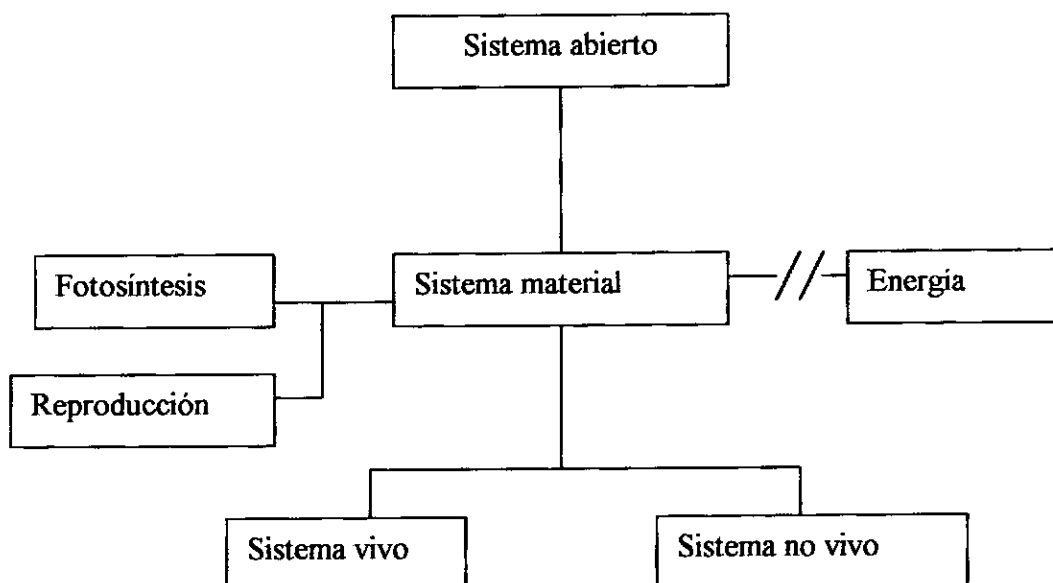 Sistema abierto
Fotosíntesis
Sistema material
Energía
Reproducción
Sistema vivo
Sistema no vivo